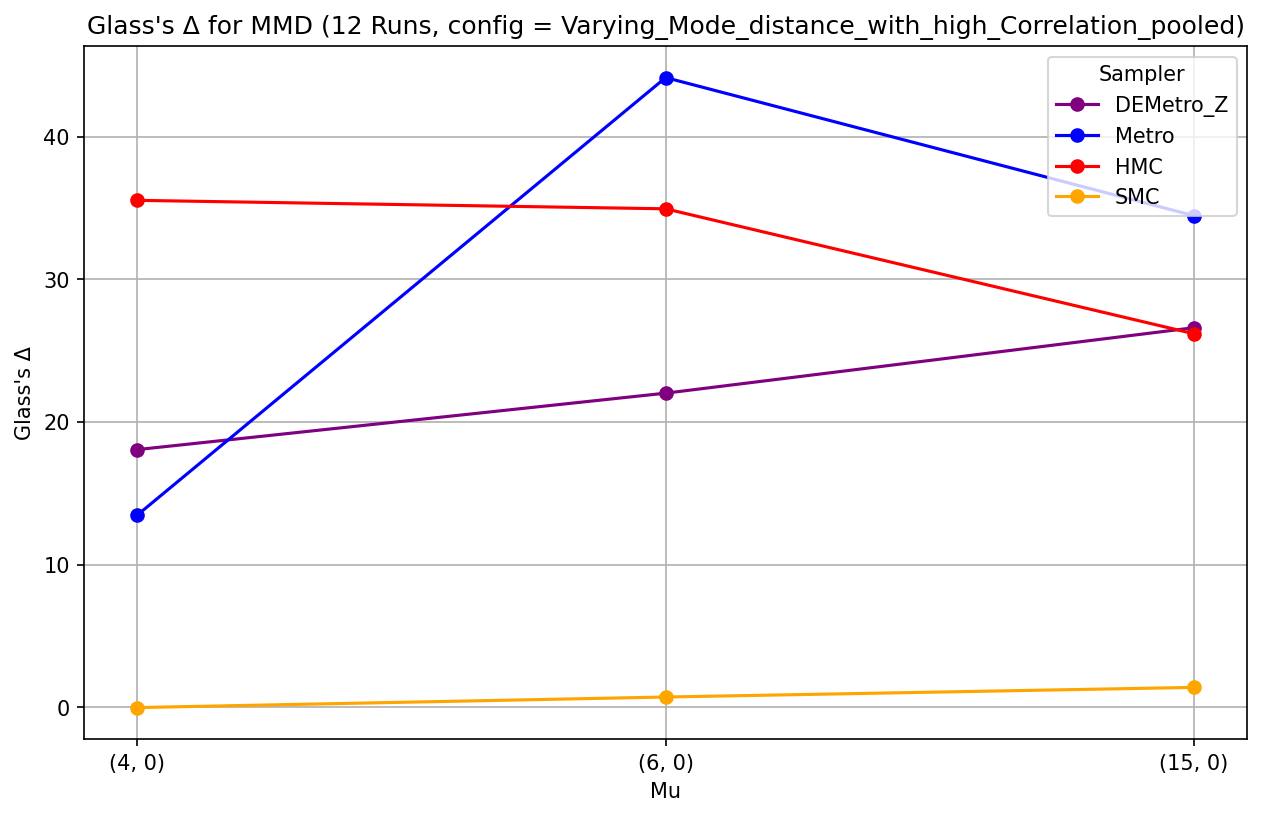 Glass's Δ for MMD (12 Runs, config = Varying_Mode_distance_with_high_Correlation_pooled)
Sampler
DEMetro_Z
Metro
HMC
SMC
Glass's Δ
40
30
20
10
0
(4, 0)
(6, 0)
(15, 0)
Mu